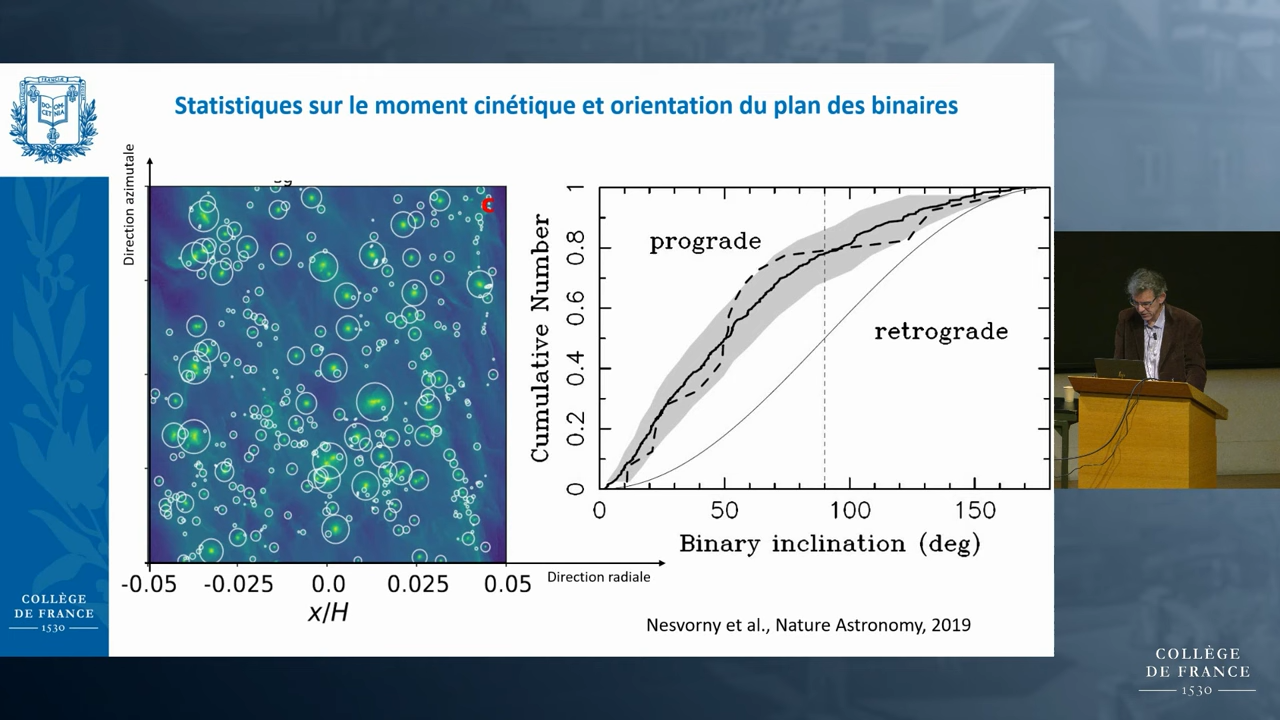 Statistiques sur le moment cinétique et orientation du plan des binaires
Direction azimutale
c
-0.05 -0.025 0.0 0.025 0.05
x/H
Direction radiale
Cumulative Number
1
0.8
0.6
0.4
0.2
0
prograde
retrograde
0 50 100 150
Binary inclination (deg)
Nesvorny et al., Nature Astronomy, 2019
COLLÈGE
DE FRANCE
1530
COLLÈGE
DE FRANCE
1530